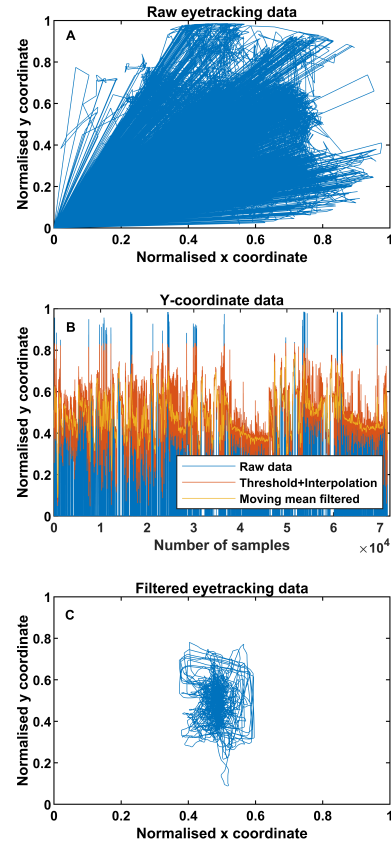 Raw eyetracking data
A
Normalised y coordinate
1
0.8
0.6
0.4
0.2
0
0 0.2 0.4 0.6 0.8 1
Normalised x coordinate
Y-coordinate data
B
Normalised y coordinate
1
0.8
0.6
0.4
0.2
0
Raw data
Threshold+Interpolation
Moving mean filtered
0 1 2 3 4 5 6 7
Number of samples
×10⁴
Filtered eyetracking data
C
Normalised y coordinate
1
0.8
0.6
0.4
0.2
0
0 0.2 0.4 0.6 0.8 1
Normalised x coordinate